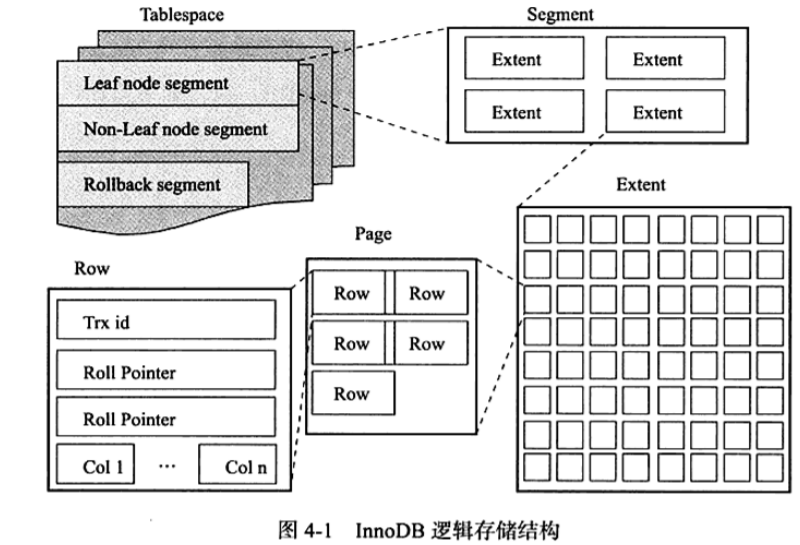 Tablespace
Leaf node segment
Non-Leaf node segment
Rollback segment
Segment
Extent Extent
Extent Extent
Extent
Page
Row Row
Row Row
Row
Row
Trx id
Roll Pointer
Roll Pointer
Col 1 … Col n
图 4-1 InnoDB 逻辑存储结构